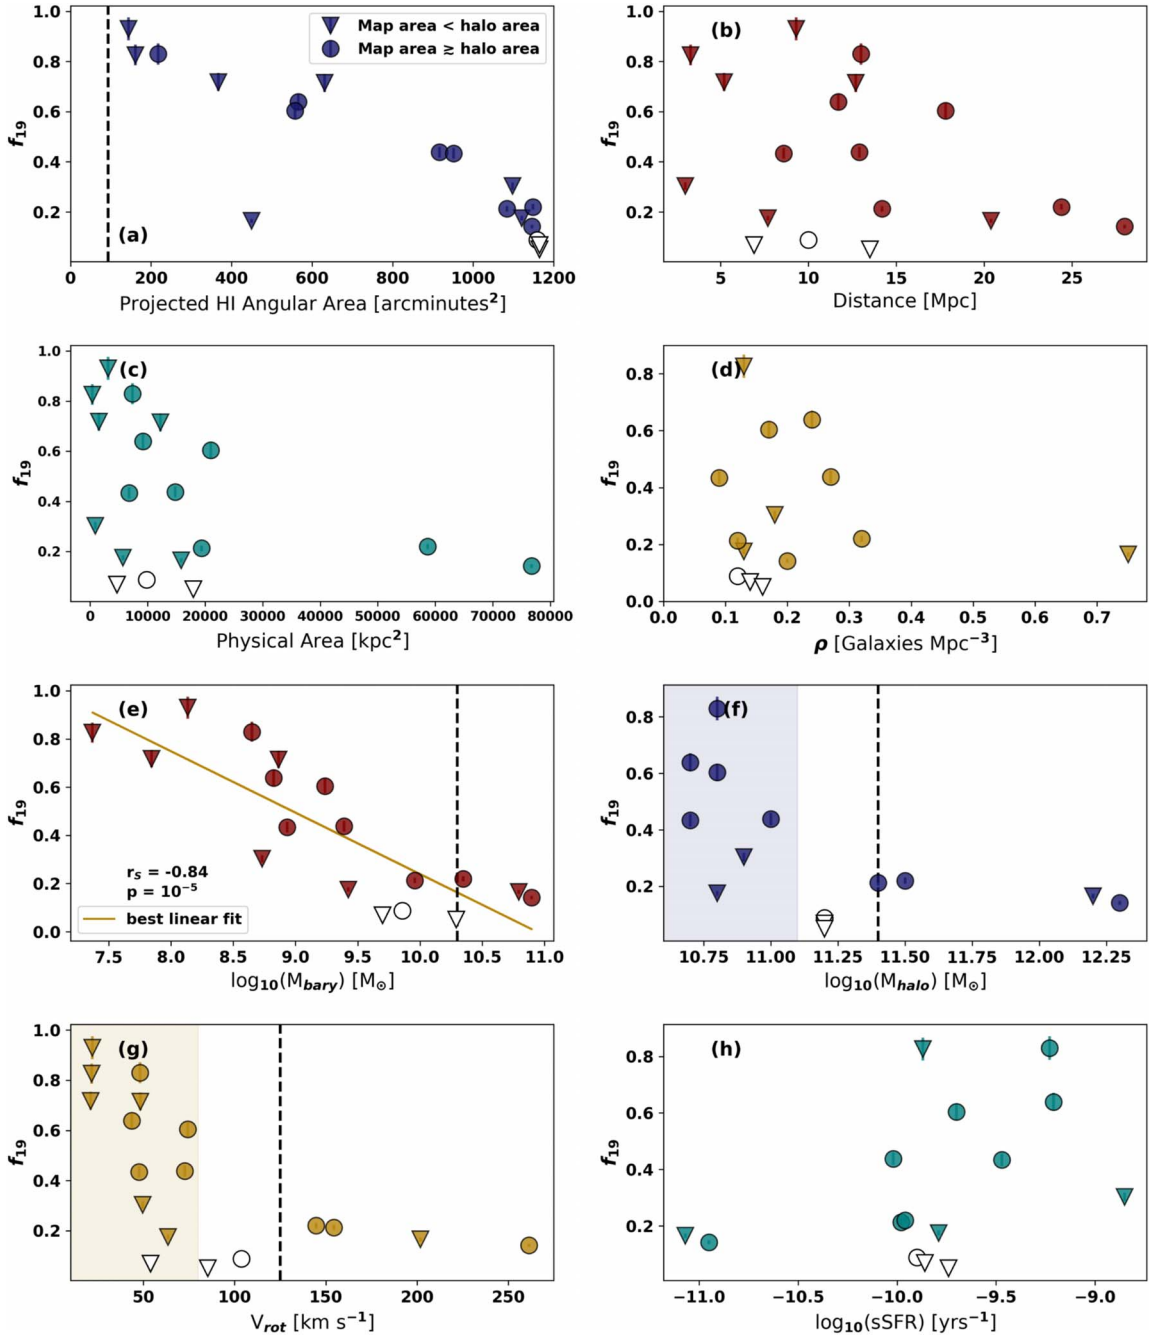 1.0
0.8
0.6
0.4
0.2
f19
0 200 400 600 800 1000 1200
Projected HI Angular Area [arcminutes²]
(a)
Map area < halo area
Map area ≳ halo area
1.0
0.8
0.6
0.4
0.2
f19
5 10 15 20 25
Distance [Mpc]
(b)
1.0
0.8
0.6
0.4
0.2
f19
0 10000 20000 30000 40000 50000 60000 70000 80000
Physical Area [kpc²]
(c)
0.8
0.6
0.4
0.2
0.0
f19
0.0 0.1 0.2 0.3 0.4 0.5 0.6 0.7
ρ [Galaxies Mpc⁻³]
(d)
1.0
0.8
0.6
0.4
0.2
0.0
f19
7.5 8.0 8.5 9.0 9.5 10.0 10.5 11.0
log10(Mbary) [M⊙]
(e)
rS = -0.84
p = 10⁻⁵
best linear fit
0.8
0.6
0.4
0.2
f19
10.75 11.00 11.25 11.50 11.75 12.00 12.25
log10(Mhalo) [M⊙]
(f)
1.0
0.8
0.6
0.4
0.2
f19
50 100 150 200 250
Vrot [km s⁻¹]
(g)
0.8
0.6
0.4
0.2
f19
−11.0 −10.5 −10.0 −9.5 −9.0
log10(sSFR) [yrs⁻¹]
(h)